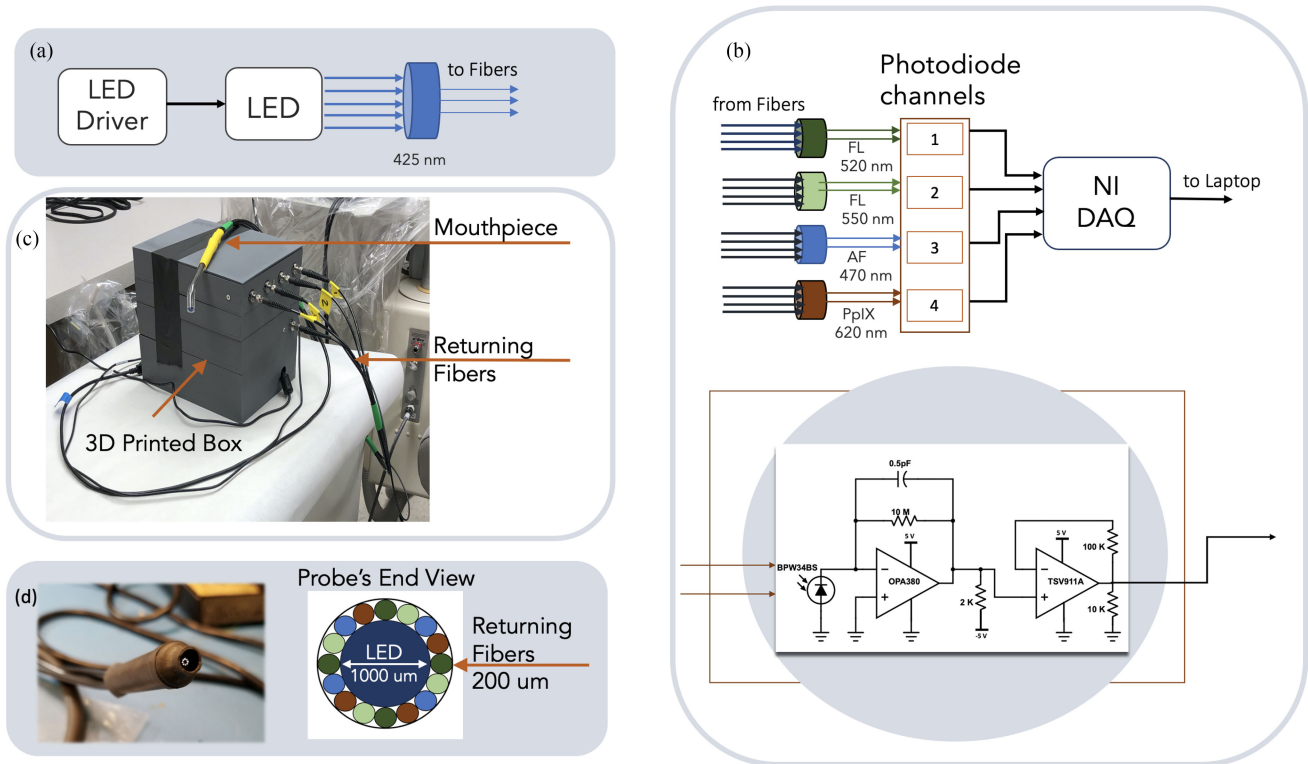 (a)
LED
Driver
LED
to Fibers
425 nm
(b)
Photodiode
channels
from Fibers
FL
520 nm
1
FL
550 nm
2
AF
470 nm
3
PpIX
620 nm
4
NI
DAQ
to Laptop
(c)
Mouthpiece
Returning
Fibers
3D Printed Box
2
0.5pF
10 M
5 V
BPW34BS
OPA380
2 K
-5 V
5 V
TSV911A
100 K
10 K
(d)
Probe's End View
LED
1000 um
Returning
Fibers
200 um